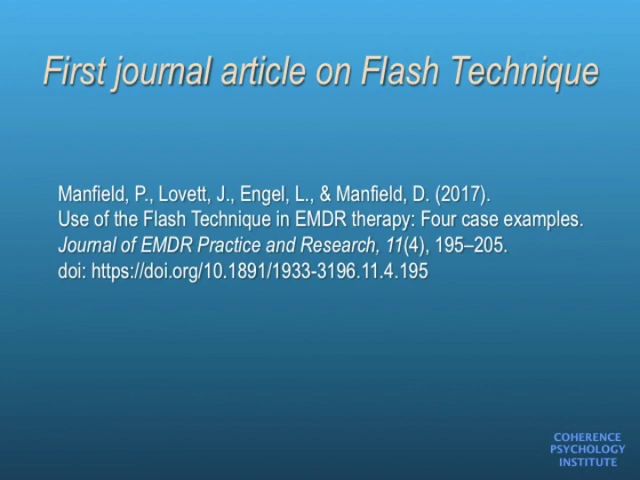 First journal article on Flash Technique
Manfield, P., Lovett, J., Engel, L., & Manfield, D. (2017).
Use of the Flash Technique in EMDR therapy: Four case examples.
Journal of EMDR Practice and Research, 11(4), 195–205.
doi: https://doi.org/10.1891/1933-3196.11.4.195
COHERENCE
PSYCHOLOGY
INSTITUTE